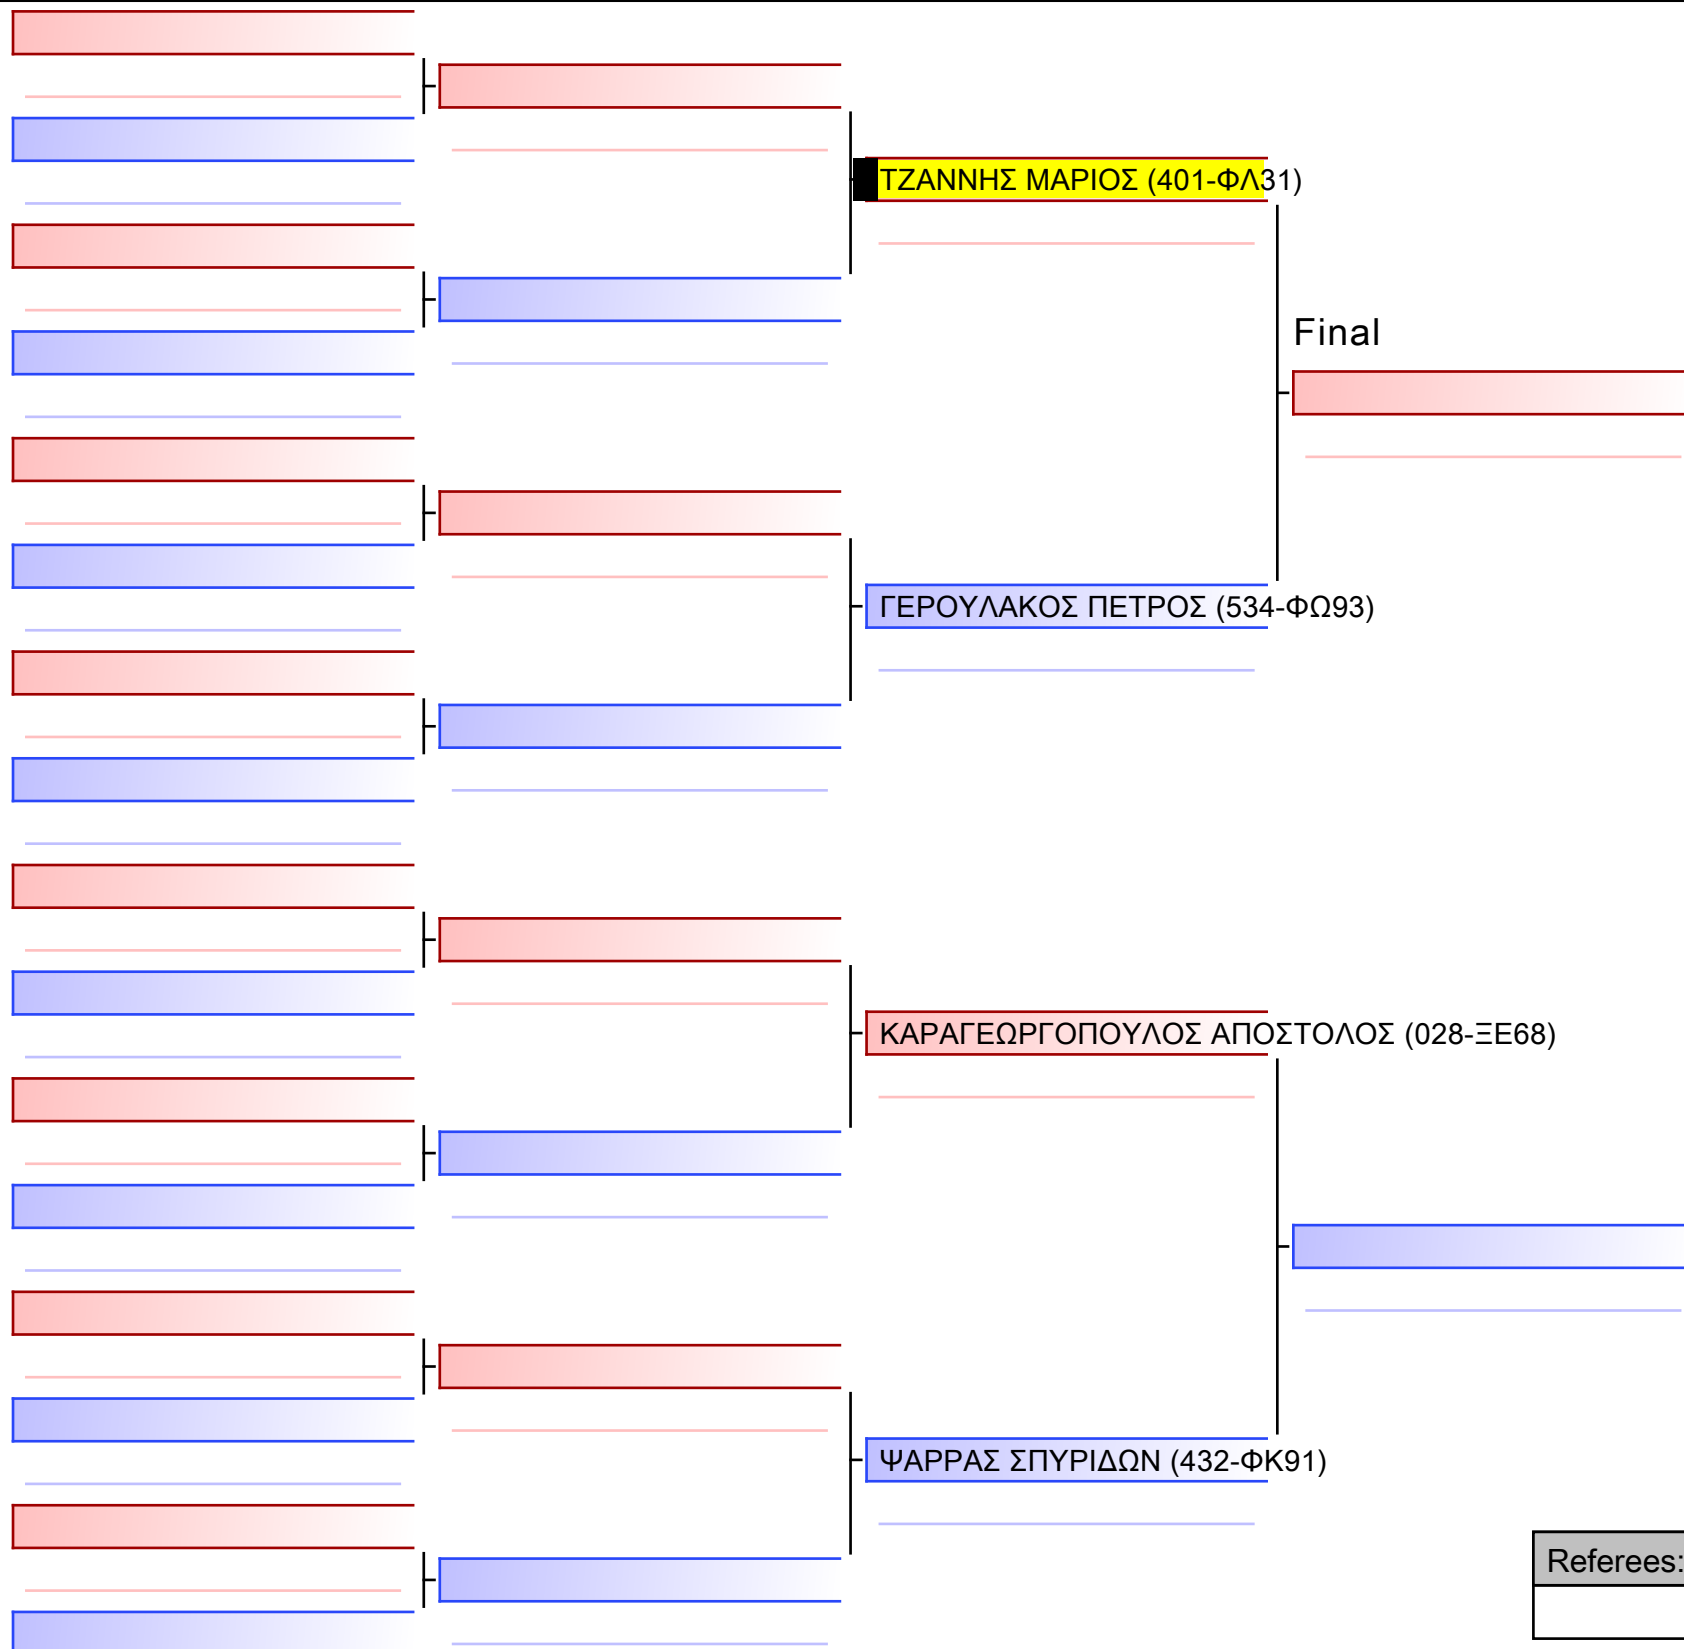 ΤΖΑΝΝΗΣ ΜΑΡΙΟΣ (401-ΦΛ31)
Final
ΓΕΡΟΥΛΑΚΟΣ ΠΕΤΡΟΣ (534-ΦΩ93)
ΚΑΡΑΓΕΩΡΓΟΠΟΥΛΟΣ ΑΠΟΣΤΟΛΟΣ (028-ΞΕ68)
ΨΑΡΡΑΣ ΣΠΥΡΙΔΩΝ (432-ΦΚ91)
Referees: